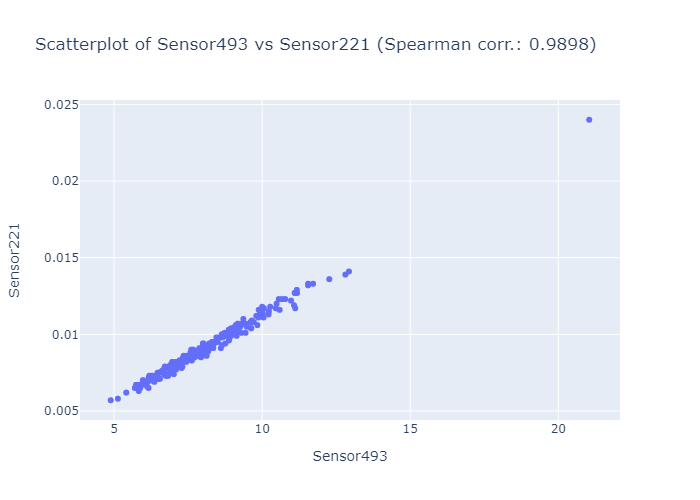 Scatterplot of Sensor493 vs Sensor221 (Spearman corr.: 0.9898)
0.025
0.02
0.015
0.01
0.005
Sensor221
5 10 15 20
Sensor493